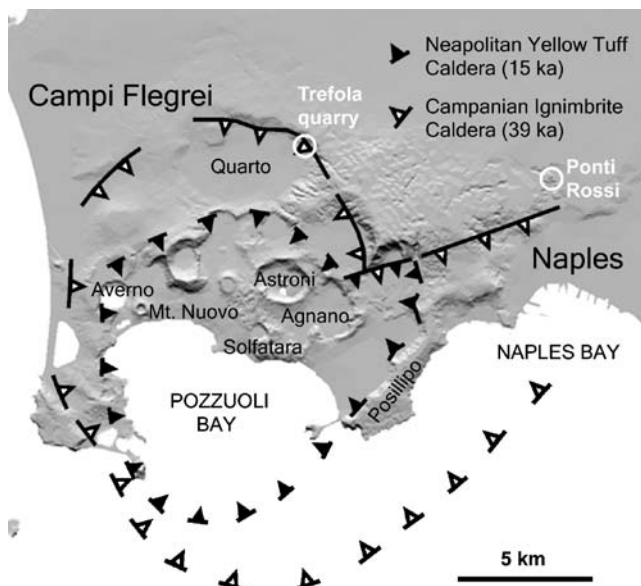 Neapolitan Yellow Tuff
Caldera (15 ka)
Campi Flegrei
Trefola
quarry
Campanian Ignimbrite
Caldera (39 ka)
Quarto
Ponti
Rossi
Naples
Averno
Astroni
Mt. Nuovo
Agnano
Solfatara
NAPLES BAY
Posillipo
POZZUOLI
BAY
5 km